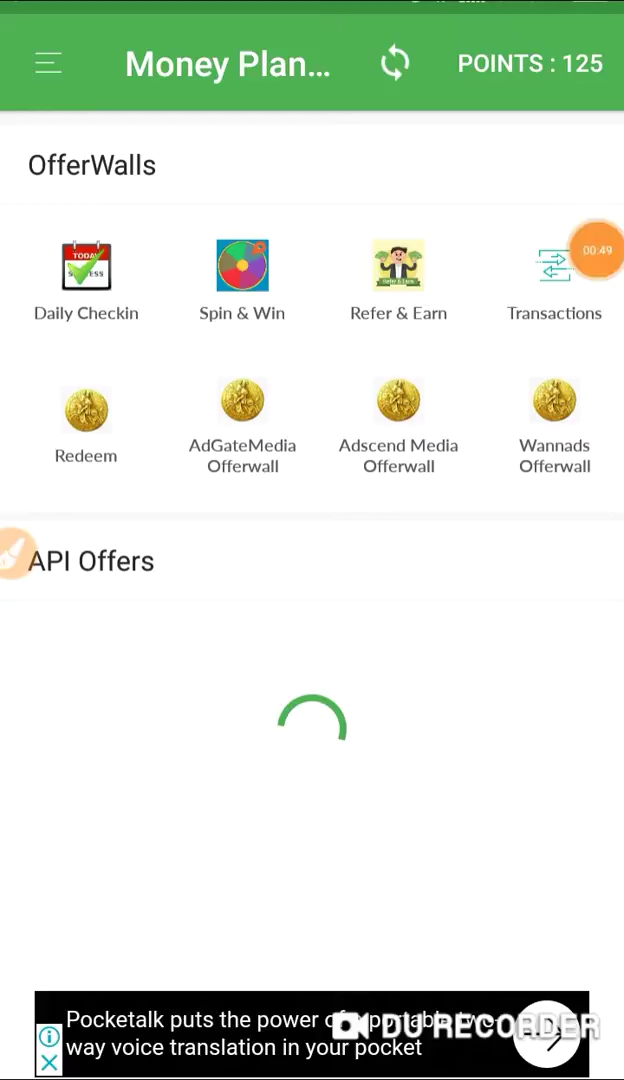 Money Plan...
POINTS : 125
OfferWalls
TODAY
00:49
Daily Checkin
Spin & Win
Refer & Earn
Transactions
Redeem
AdGateMedia
Offerwall
Adscend Media
Offerwall
Wannads
Offerwall
API Offers
Pocketalk puts the power
way voice translation in your pocket
DU RECORDER